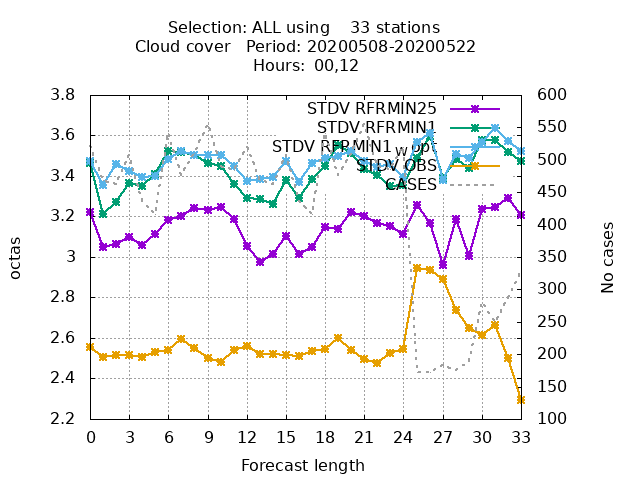 Selection: ALL using    33 stations
Cloud cover   Period: 20200508-20200522
Hours:  00,12
STDV RFRMIN25
STDV RFRMIN1
STDV RFRMIN1_w_opt
STDV OBS
CASES
3.8
3.6
3.4
3.2
3
2.8
2.6
2.4
2.2
600
550
500
450
400
350
300
250
200
150
100
octas
No cases
0 3 6 9 12 15 18 21 24 27 30 33
Forecast length